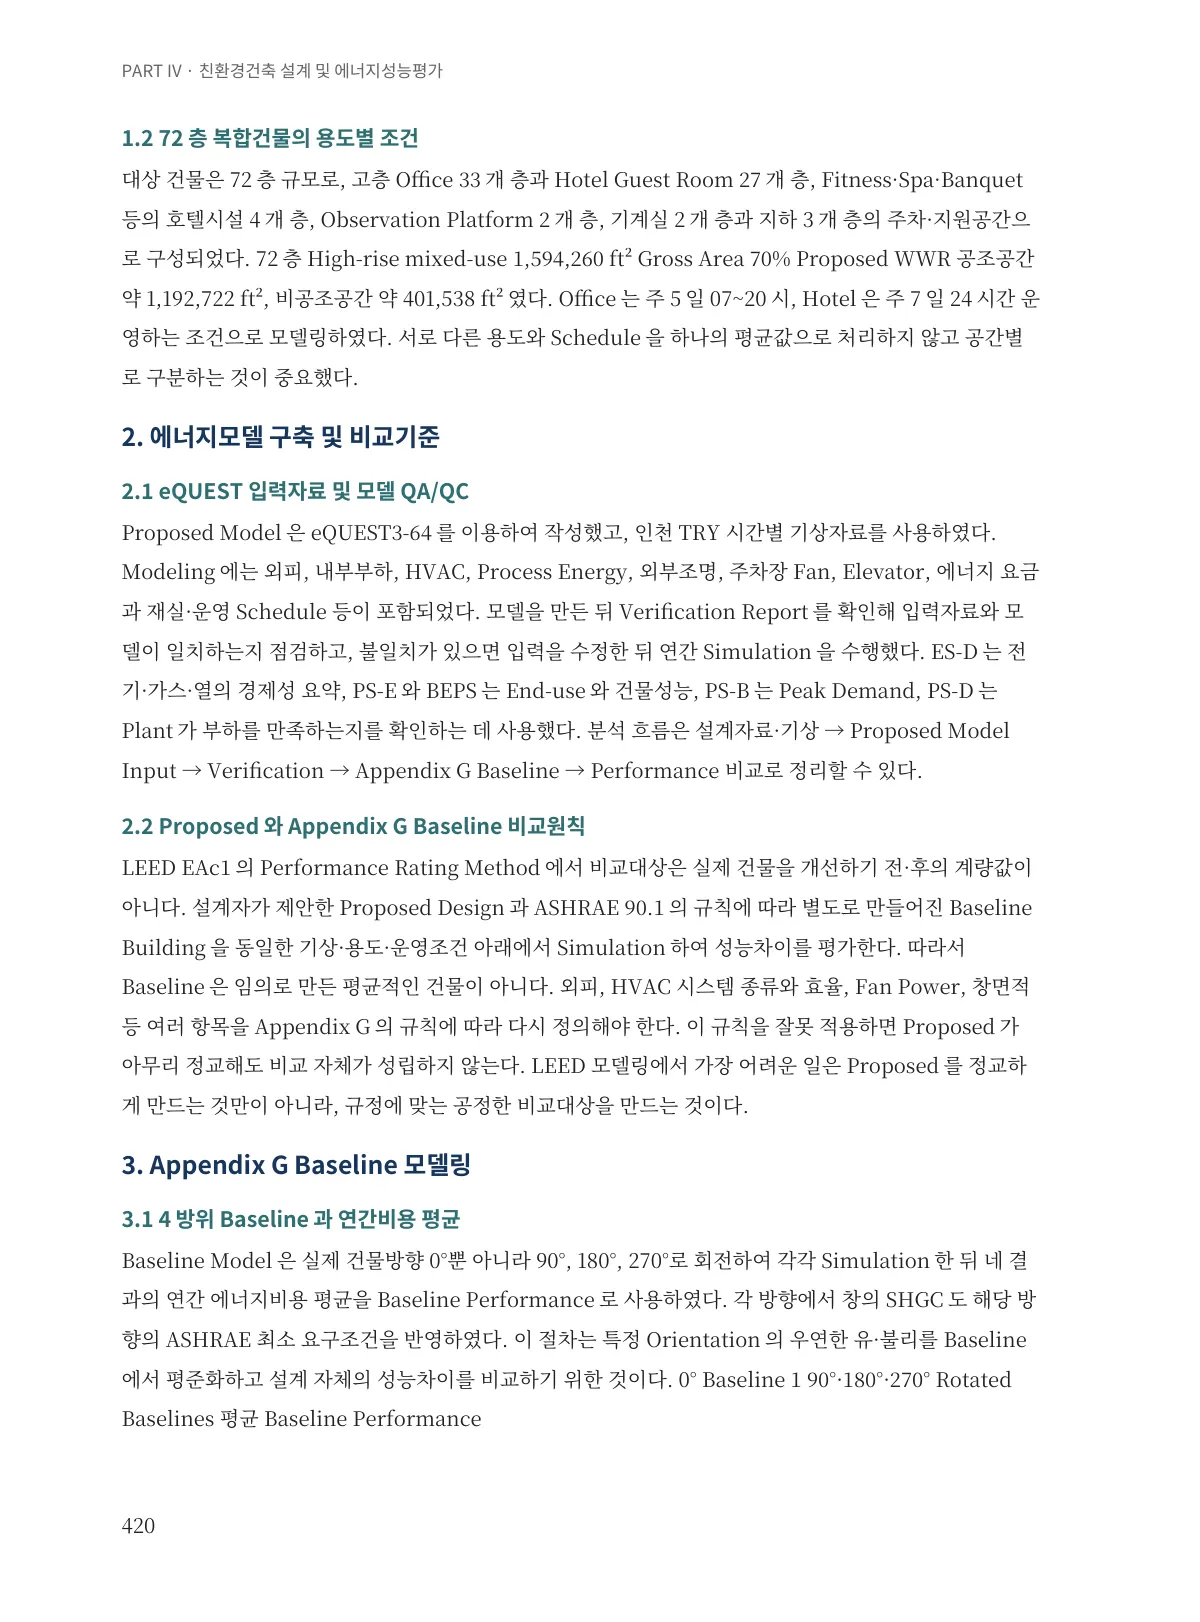 PART IV · 친환경건축 설계 및 에너지성능평가
1.2 72 층 복합건물의 용도별 조건
대상 건물은 72 층 규모로, 고층 Office 33 개 층과 Hotel Guest Room 27 개 층, Fitness·Spa·Banquet
등의 호텔시설 4 개 층, Observation Platform 2 개 층, 기계실 2 개 층과 지하 3 개 층의 주차·지원공간으
로 구성되었다. 72 층 High-rise mixed-use 1,594,260 ft² Gross Area 70% Proposed WWR 공조공간
약 1,192,722 ft², 비공조공간 약 401,538 ft² 였다. Office 는 주 5 일 07~20 시, Hotel 은 주 7 일 24 시간 운
영하는 조건으로 모델링하였다. 서로 다른 용도와 Schedule 을 하나의 평균값으로 처리하지 않고 공간별
로 구분하는 것이 중요했다.
2. 에너지모델 구축 및 비교기준
2.1 eQUEST 입력자료 및 모델 QA/QC
Proposed Model 은 eQUEST3-64 를 이용하여 작성했고, 인천 TRY 시간별 기상자료를 사용하였다.
Modeling 에는 외피, 내부부하, HVAC, Process Energy, 외부조명, 주차장 Fan, Elevator, 에너지 요금
과 재실·운영 Schedule 등이 포함되었다. 모델을 만든 뒤 Verification Report 를 확인해 입력자료와 모
델이 일치하는지 점검하고, 불일치가 있으면 입력을 수정한 뒤 연간 Simulation 을 수행했다. ES-D 는 전
기·가스·열의 경제성 요약, PS-E 와 BEPS 는 End-use 와 건물성능, PS-B 는 Peak Demand, PS-D 는
Plant 가 부하를 만족하는지를 확인하는 데 사용했다. 분석 흐름은 설계자료·기상 → Proposed Model
Input → Verification → Appendix G Baseline → Performance 비교로 정리할 수 있다.
2.2 Proposed 와 Appendix G Baseline 비교원칙
LEED EAc1 의 Performance Rating Method 에서 비교대상은 실제 건물을 개선하기 전·후의 계량값이
아니다. 설계자가 제안한 Proposed Design 과 ASHRAE 90.1 의 규칙에 따라 별도로 만들어진 Baseline
Building 을 동일한 기상·용도·운영조건 아래에서 Simulation 하여 성능차이를 평가한다. 따라서
Baseline 은 임의로 만든 평균적인 건물이 아니다. 외피, HVAC 시스템 종류와 효율, Fan Power, 창면적
등 여러 항목을 Appendix G 의 규칙에 따라 다시 정의해야 한다. 이 규칙을 잘못 적용하면 Proposed 가
아무리 정교해도 비교 자체가 성립하지 않는다. LEED 모델링에서 가장 어려운 일은 Proposed 를 정교하
게 만드는 것만이 아니라, 규정에 맞는 공정한 비교대상을 만드는 것이다.
3. Appendix G Baseline 모델링
3.1 4 방위 Baseline 과 연간비용 평균
Baseline Model 은 실제 건물방향 0°뿐 아니라 90°, 180°, 270°로 회전하여 각각 Simulation 한 뒤 네 결
과의 연간 에너지비용 평균을 Baseline Performance 로 사용하였다. 각 방향에서 창의 SHGC 도 해당 방
향의 ASHRAE 최소 요구조건을 반영하였다. 이 절차는 특정 Orientation 의 우연한 유·불리를 Baseline
에서 평준화하고 설계 자체의 성능차이를 비교하기 위한 것이다. 0° Baseline 1 90°·180°·270° Rotated
Baselines 평균 Baseline Performance
420